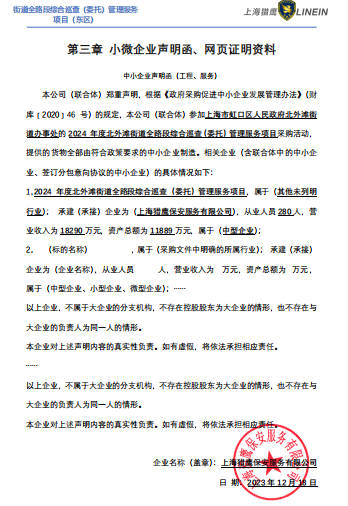 街道全路段综合巡查（委托）管理服务
项目（东区）
上海猎鹰 LINEIN
第三章 小微企业声明函、网页证明资料
中小企业声明函（工程、服务）
本公司（联合体）郑重声明，根据《政府采购促进中小企业发展管理办法》（财
库﹝2020﹞46 号）的规定，本公司（联合体）参加上海市虹口区人民政府北外滩街
道办事处的 2024 年度北外滩街道全路段综合巡查（委托）管理服务项目采购活动，
提供的货物全部由符合政策要求的中小企业制造。相关企业（含联合体中的中小企
业、签订分包意向协议的中小企业）的具体情况如下：
1.2024 年度北外滩街道全路段综合巡查（委托）管理服务项目，属于（其他未列明
行业）； 承建（承接）企业为（上海猎鹰保安服务有限公司），从业人员 280 人，营
业收入为 18290 万元，资产总额为 11889 万元，属于（中型企业）；
2. （标的名称） ，属于（采购文件中明确的所属行业）； 承建（承接）
企业为（企业名称），从业人员 人，营业收入为 万元，资产总额为 万元，
属于（中型企业、小型企业、微型企业）；……
以上企业，不属于大企业的分支机构，不存在控股股东为大企业的情形，也不存在与
大企业的负责人为同一人的情形。
本企业对上述声明内容的真实性负责。如有虚假，将依法承担相应责任。
……
以上企业，不属于大企业的分支机构，不存在控股股东为大企业的情形，也不存在与
大企业的负责人为同一人的情形。
本企业对上述声明内容的真实性负责。如有虚假，将依法承担相应责任。
企业名称（盖章）：上海猎鹰保安服务有限公司
日 期：2023 年 12 月 18 日